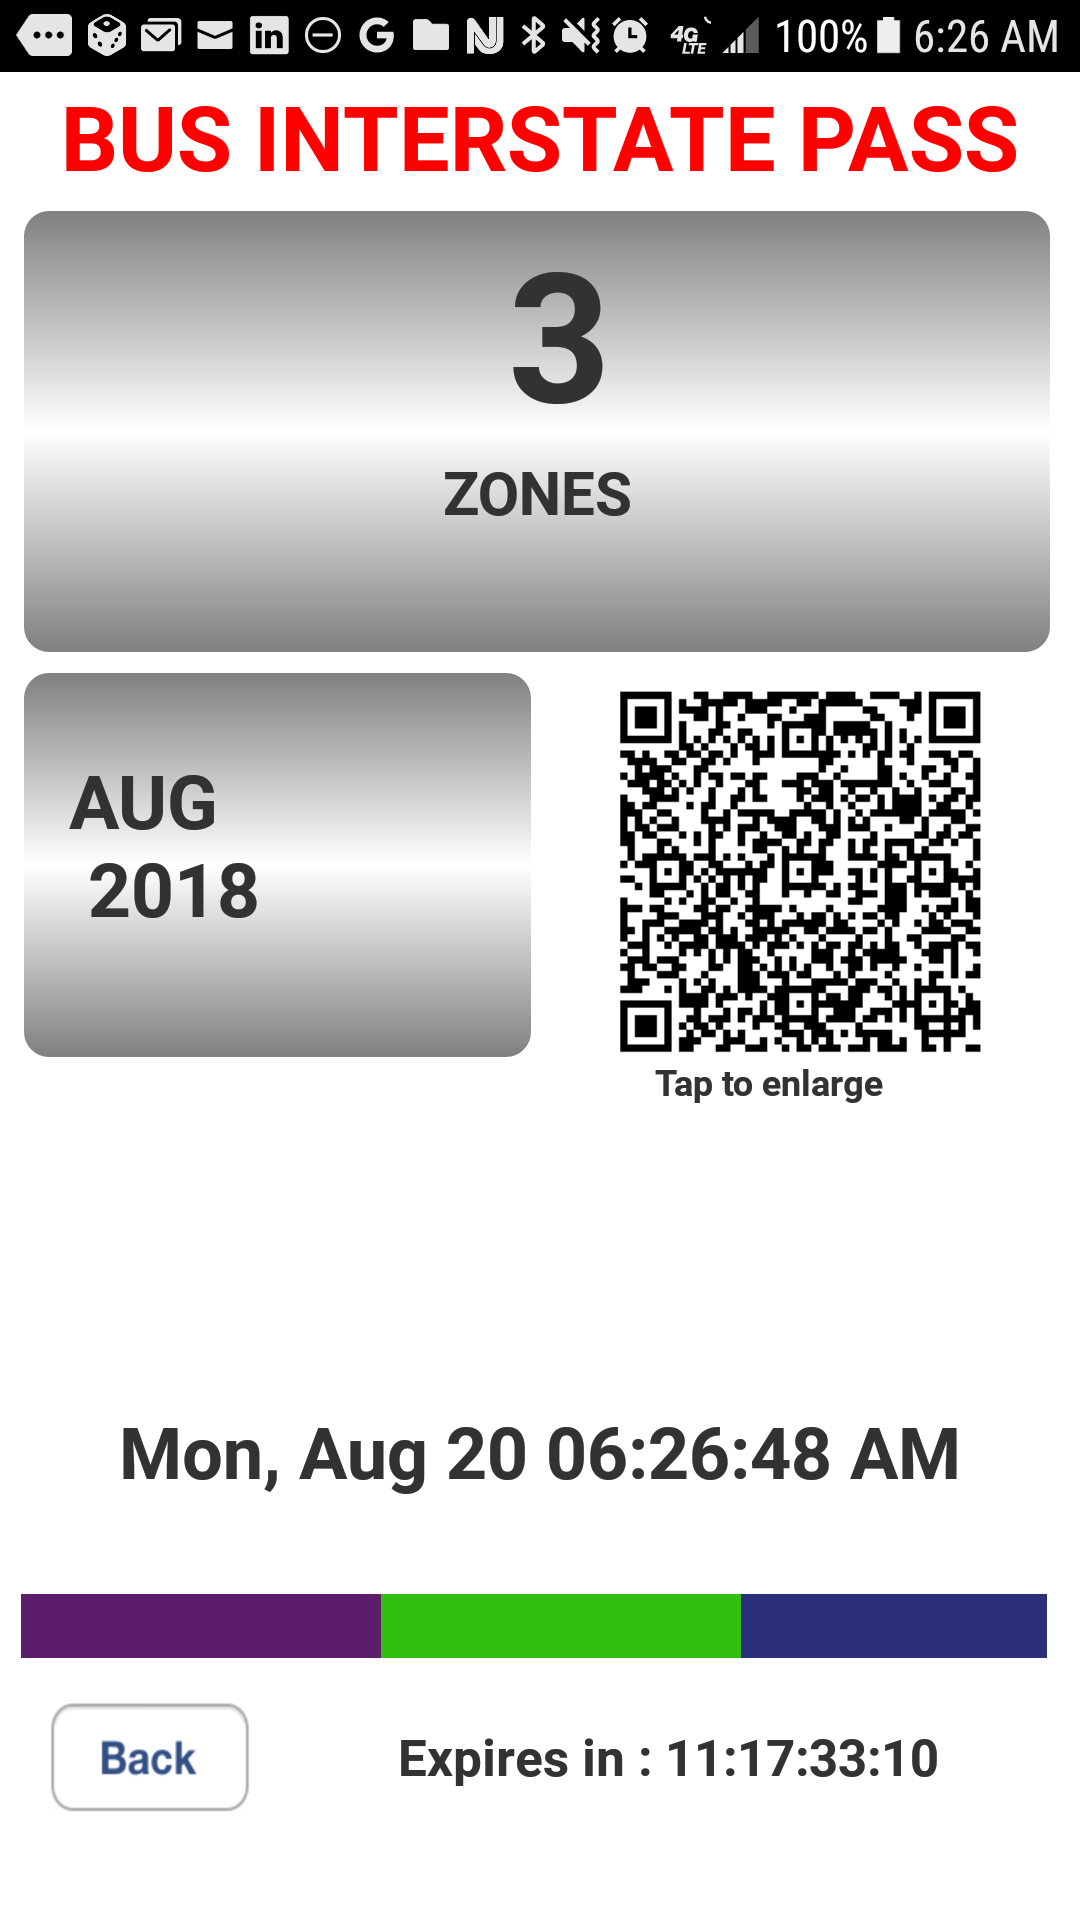 100% 6:26 AM
BUS INTERSTATE PASS
3
ZONES
AUG
2018
Tap to enlarge
Mon, Aug 20 06:26:48 AM
Back
Expires in : 11:17:33:10